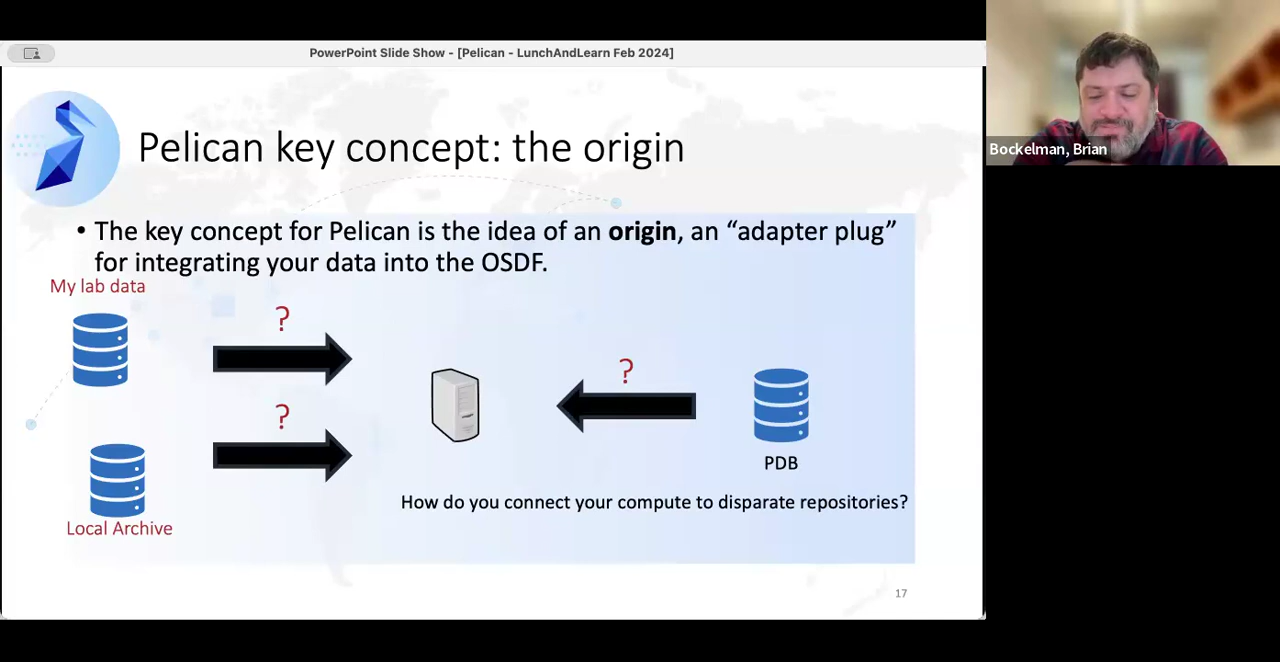 PowerPoint Slide Show - [Pelican - LunchAndLearn Feb 2024]
Pelican key concept: the origin
• The key concept for Pelican is the idea of an origin, an “adapter plug”
for integrating your data into the OSDF.
My lab data
?
?
?
PDB
How do you connect your compute to disparate repositories?
Local Archive
17
Bockelman, Brian